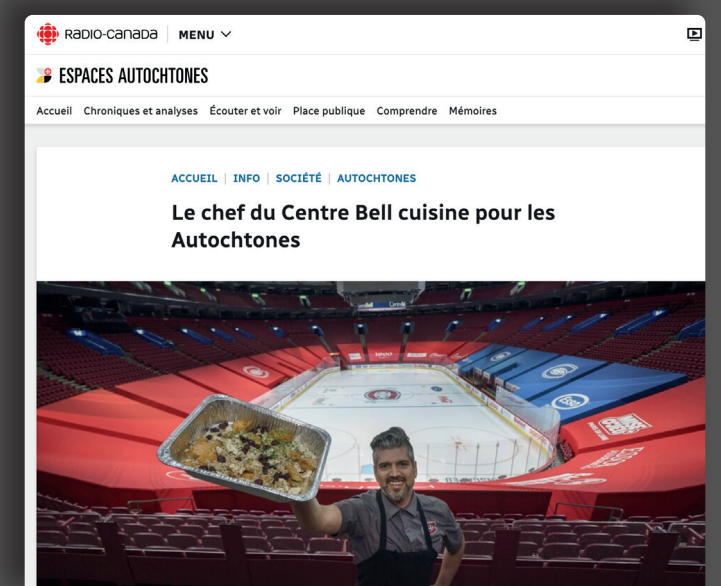 RADIO-CANADA MENU
ESPACES AUTOCHTONES
Accueil Chroniques et analyses Écouter et voir Place publique Comprendre Mémoires
ACCUEIL | INFO | SOCIÉTÉ | AUTOCHTONES
Le chef du Centre Bell cuisine pour les
Autochtones